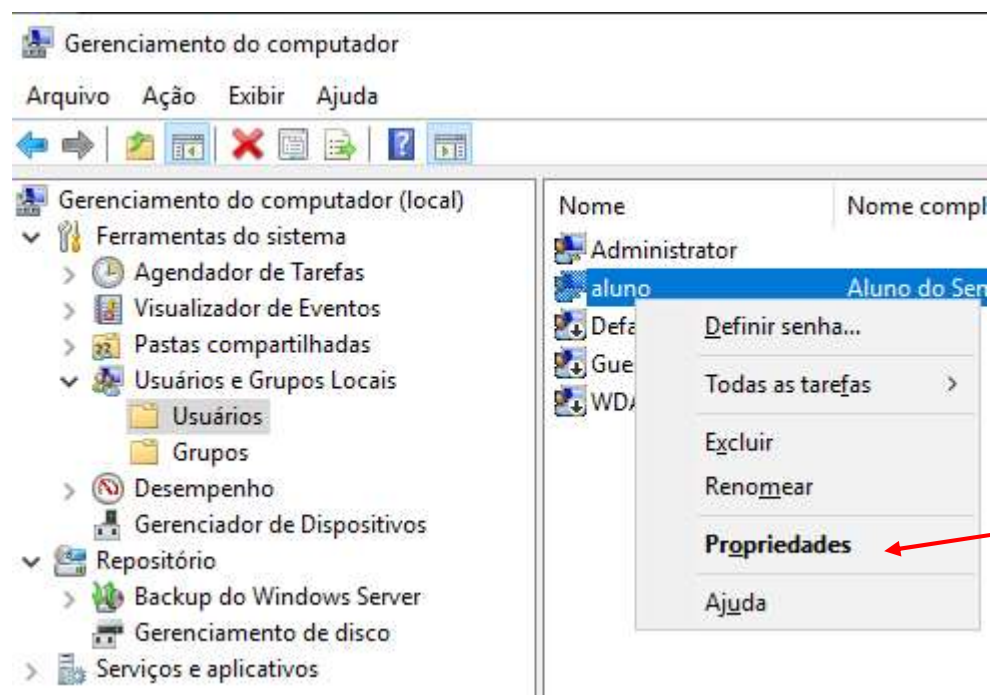 Gerenciamento do computador
Arquivo Ação Exibir Ajuda
Gerenciamento do computador (local)
Ferramentas do sistema
Agendador de Tarefas
Visualizador de Eventos
Pastas compartilhadas
Usuários e Grupos Locais
Usuários
Grupos
Desempenho
Gerenciador de Dispositivos
Repositório
Backup do Windows Server
Gerenciamento de disco
Serviços e aplicativos
Nome Nome compl
Administrator
aluno Aluno do Sen
Defa
Gue
WDA
Definir senha...
Todas as tarefas
Excluir
Renomear
Propriedades
Ajuda